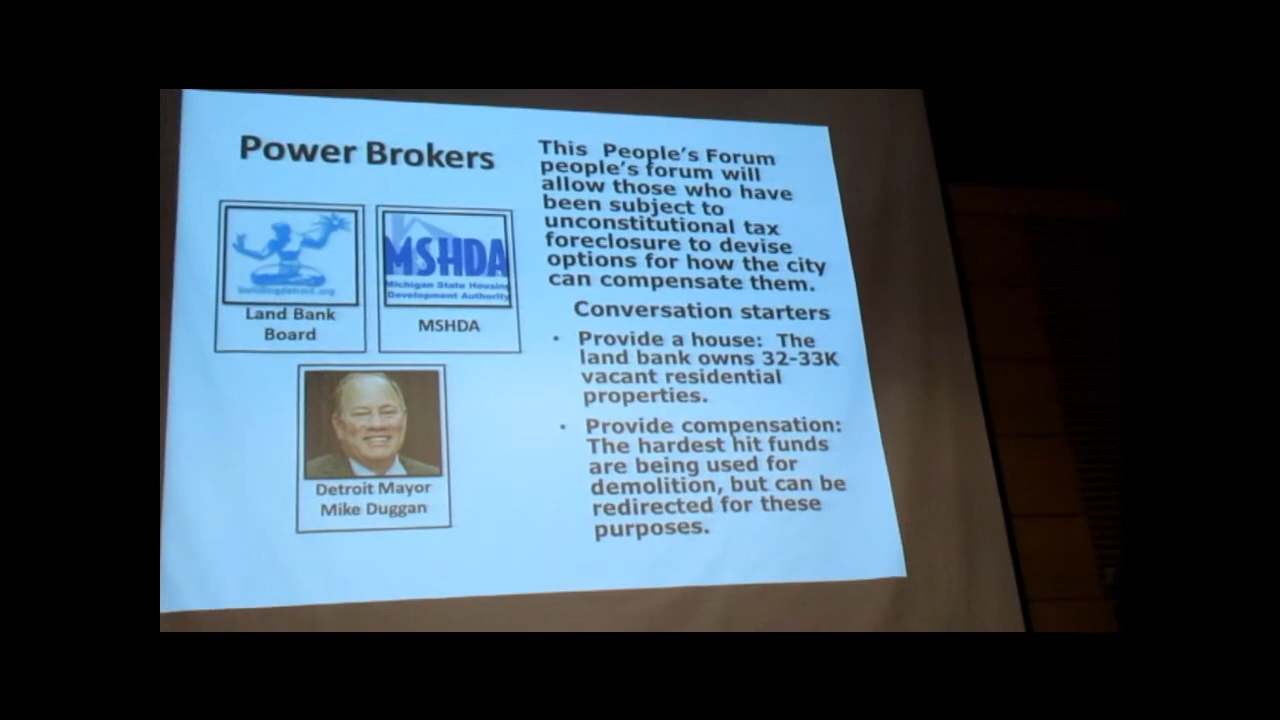 Power Brokers
buildingdetroit.org
Land Bank
Board
MSHDA
Michigan State Housing
Development Authority
MSHDA
Detroit Mayor
Mike Duggan
This People's Forum
people's forum will
allow those who have
been subject to
unconstitutional tax
foreclosure to devise
options for how the city
can compensate them.
Conversation starters
• Provide a house: The
land bank owns 32-33K
vacant residential
properties.
• Provide compensation:
The hardest hit funds
are being used for
demolition, but can be
redirected for these
purposes.